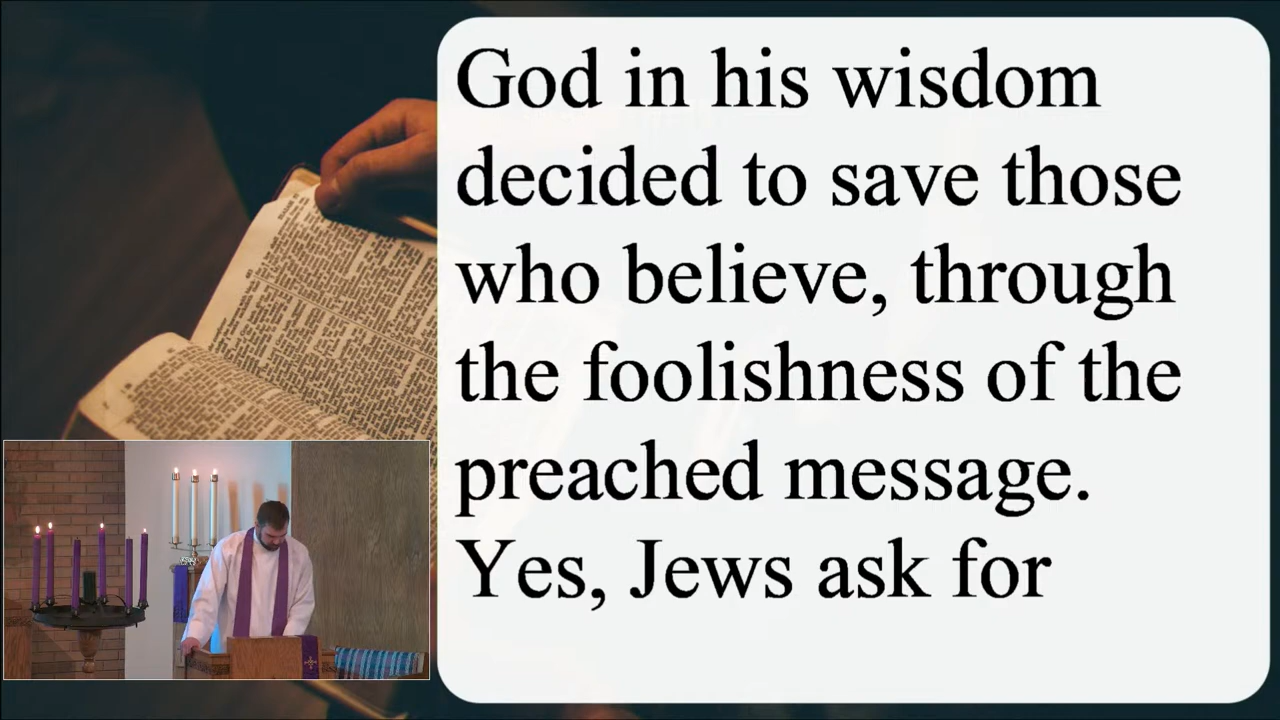 God in his wisdom
decided to save those
who believe, through
the foolishness of the
preached message.
Yes, Jews ask for